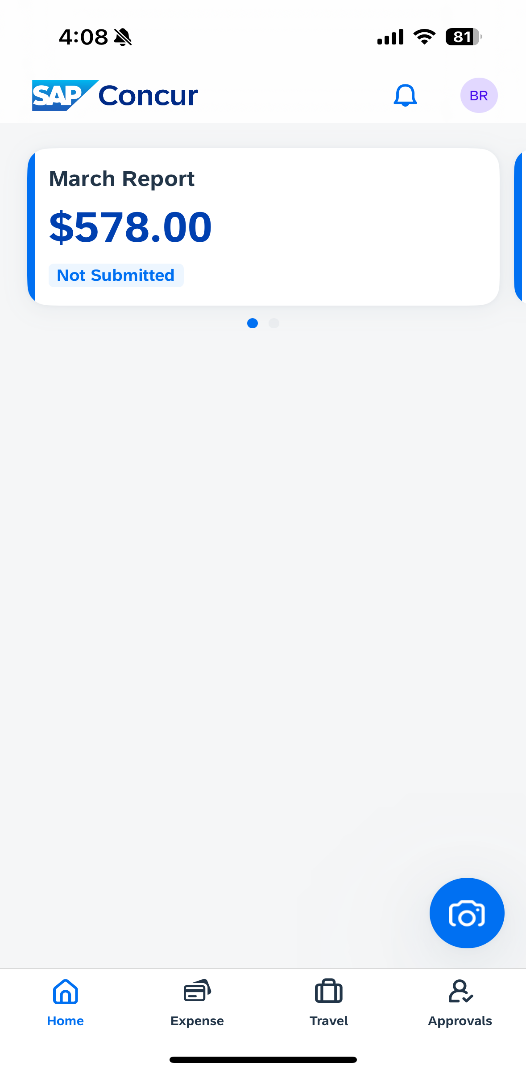 4:08
81
SAP Concur
BR
March Report
$578.00
Not Submitted
Home
Expense
Travel
Approvals